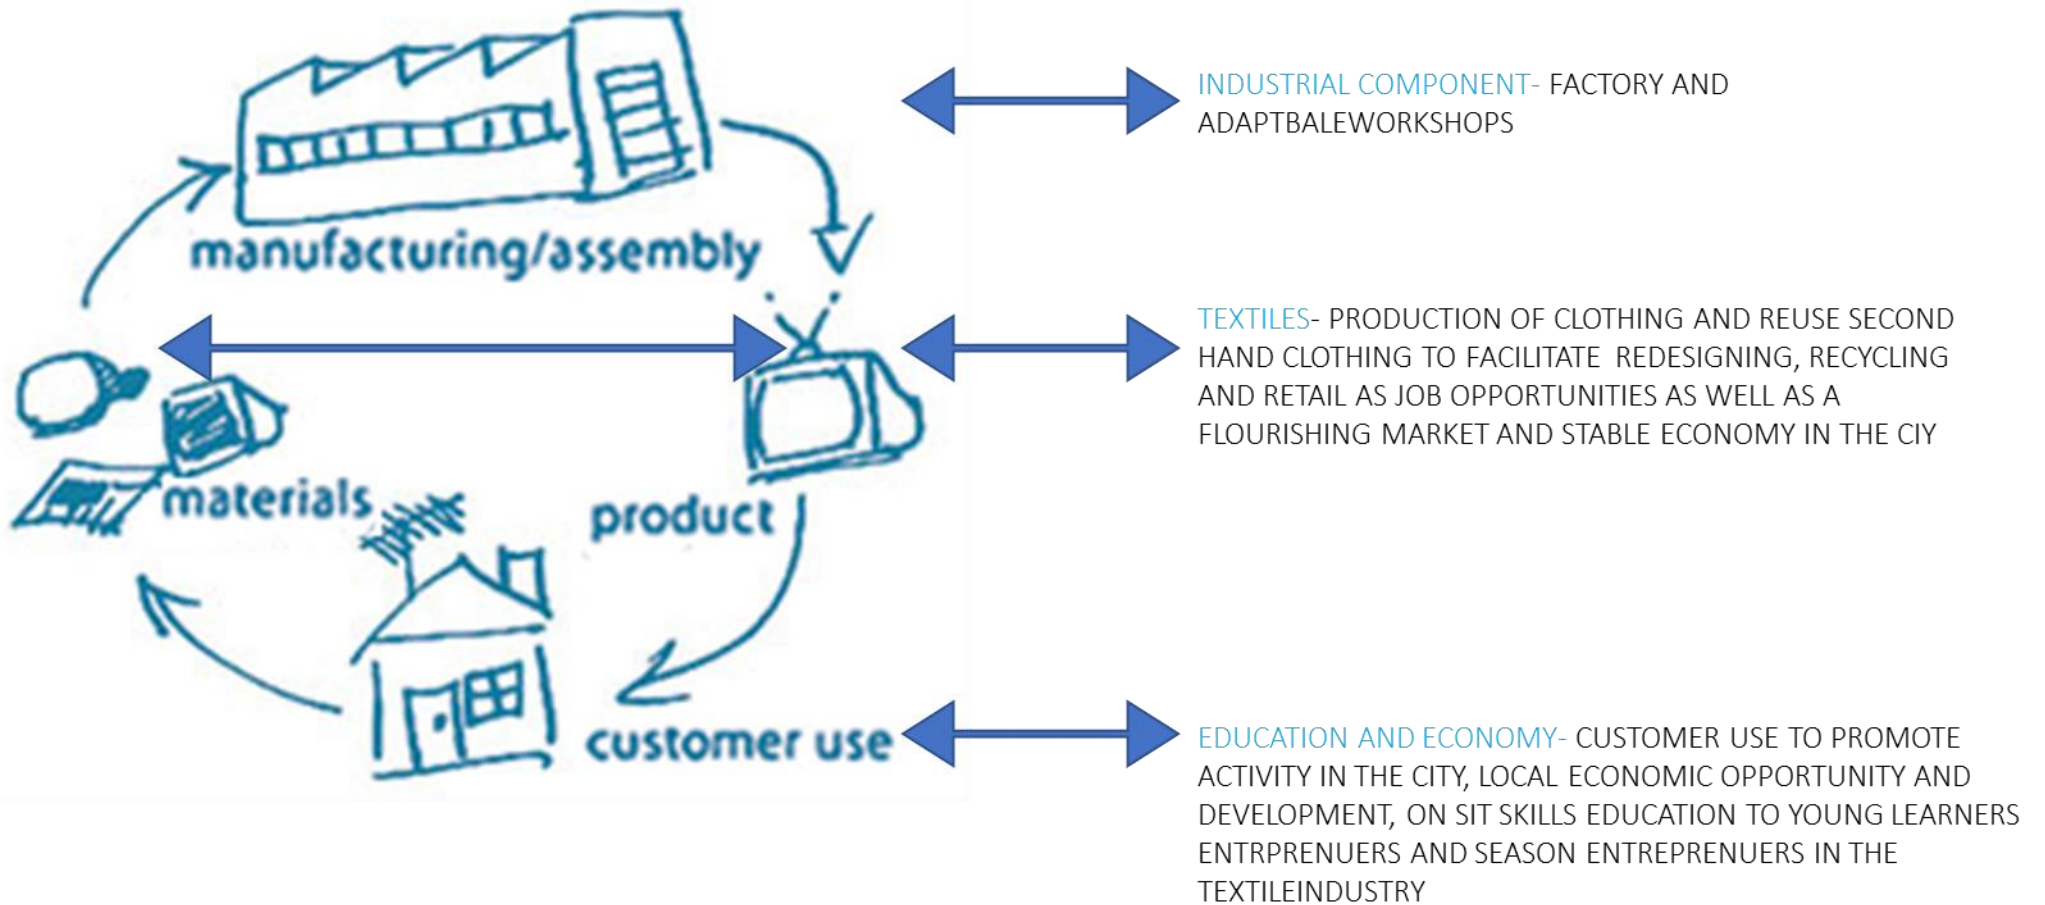 INDUSTRIAL COMPONENT- FACTORY AND
ADAPTBALEWORKSHOPS
manufacturing/assembly
TEXTILES- PRODUCTION OF CLOTHING AND REUSE SECOND
HAND CLOTHING TO FACILITATE REDESIGNING, RECYCLING
AND RETAIL AS JOB OPPORTUNITIES AS WELL AS A
FLOURISHING MARKET AND STABLE ECONOMY IN THE CIY
materials
product
customer use
EDUCATION AND ECONOMY- CUSTOMER USE TO PROMOTE
ACTIVITY IN THE CITY, LOCAL ECONOMIC OPPORTUNITY AND
DEVELOPMENT, ON SIT SKILLS EDUCATION TO YOUNG LEARNERS
ENTRPRENUERS AND SEASON ENTREPRENUERS IN THE
TEXTILEINDUSTRY